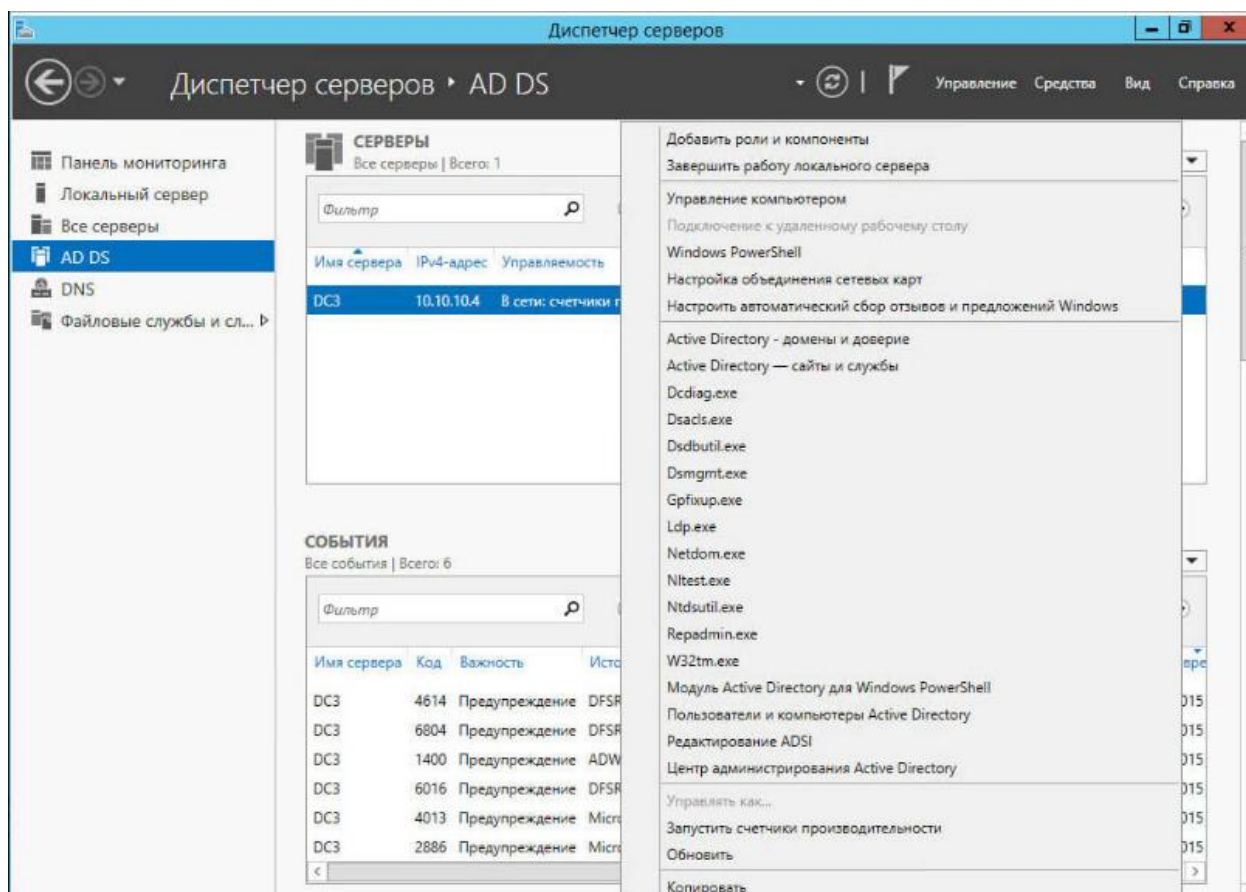 Диспетчер серверов
Диспетчер серверов ‣ AD DS
Управление Средства Вид Справка
Панель мониторинга
Локальный сервер
Все серверы
AD DS
DNS
Файловые службы и сл...
СЕРВЕРЫ
Все серверы | Всего: 1
Фильтр
Имя сервера IPv4-адрес Управляемость
DC3 10.10.10.4 В сети: счетчики
СОБЫТИЯ
Все события | Всего: 6
Фильтр
Имя сервера Код Важность
DC3 4614 Предупреждение DFSR
DC3 6804 Предупреждение DFSR
DC3 1400 Предупреждение ADW
DC3 6016 Предупреждение DFSR
DC3 4013 Предупреждение Micr
DC3 2886 Предупреждение Micr
Добавить роли и компоненты
Завершить работу локального сервера
Управление компьютером
Подключение к удаленному рабочему столу
Windows PowerShell
Настройка объединения сетевых карт
Настроить автоматический сбор отзывов и предложений Windows
Active Directory - домены и доверие
Active Directory — сайты и службы
Dcdiag.exe
Dsacls.exe
Dsdbutil.exe
Dsmgmt.exe
Gpfixup.exe
Ldp.exe
Netdom.exe
Nltest.exe
Ntdsutil.exe
Repadmin.exe
W32tm.exe
Модуль Active Directory для Windows PowerShell
Пользователи и компьютеры Active Directory
Редактирование ADSI
Центр администрирования Active Directory
Управлять как...
Запустить счетчики производительности
Обновить
Копировать